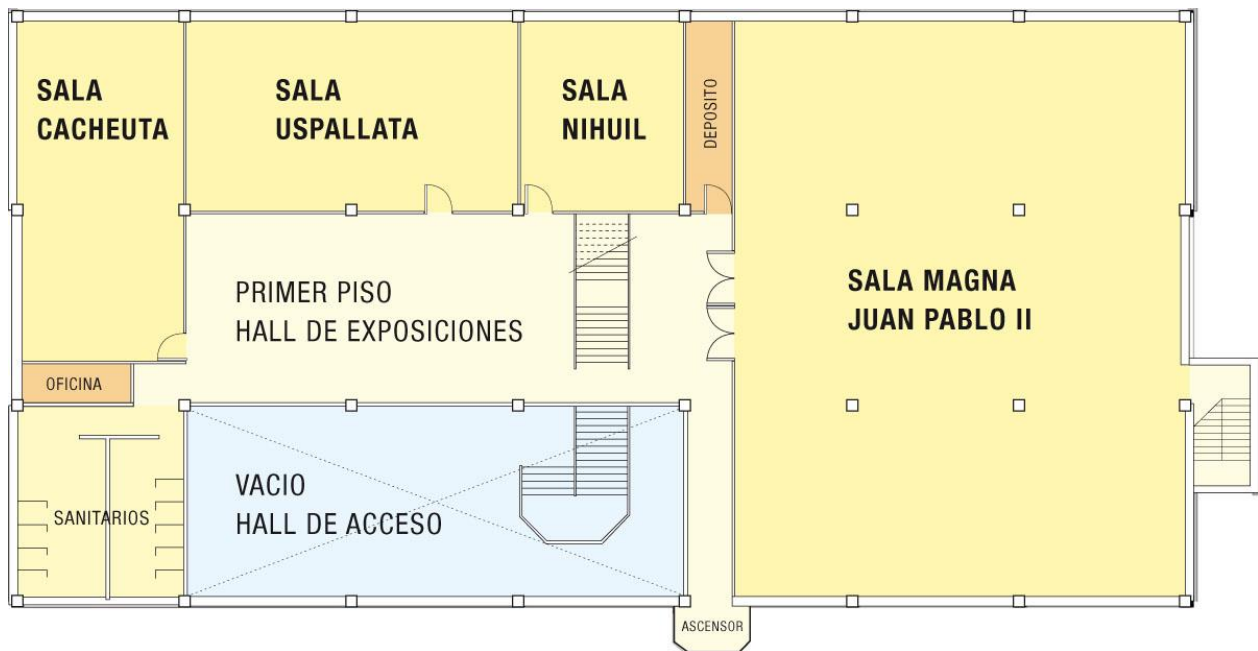 SALA
CACHEUTA
SALA
USPALLATA
SALA
NIHUIL
DEPOSITO
PRIMER PISO
HALL DE EXPOSICIONES
SALA MAGNA
JUAN PABLO II
OFICINA
VACIO
HALL DE ACCESO
SANITARIOS
ASCENSOR